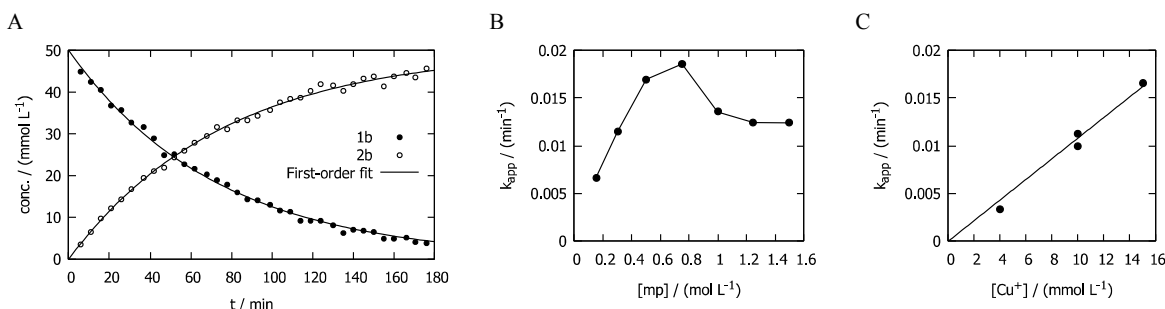 A
50
40
30
20
10
0
conc. / (mmol L⁻¹)
1b
2b
First-order fit
0 20 40 60 80 100 120 140 160 180
t / min
B
0.02
0.015
0.01
0.005
0
k_app / (min⁻¹)
0.2 0.4 0.6 0.8 1 1.2 1.4 1.6
[mp] / (mol L⁻¹)
C
0.02
0.015
0.01
0.005
0
k_app / (min⁻¹)
0 2 4 6 8 10 12 14 16
[Cu⁺] / (mmol L⁻¹)